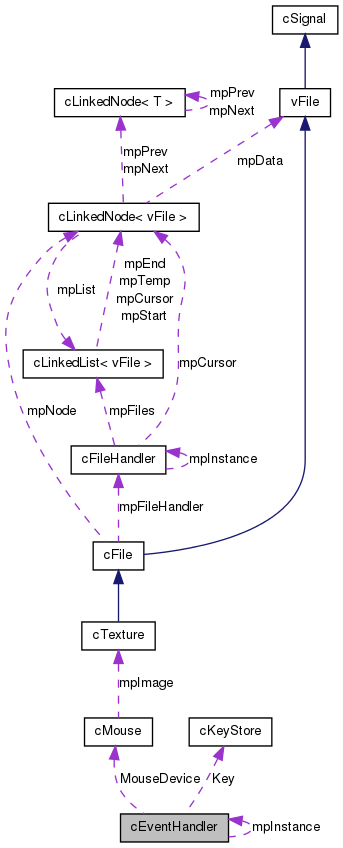 cSignal
cLinkedNode< T >
mpPrev
mpNext
vFile
mpPrev
mpNext
mpData
cLinkedNode< vFile >
mpList
mpEnd
mpTemp
mpCursor
mpStart
cLinkedList< vFile >
mpCursor
mpNode
mpFiles
cFileHandler
mpInstance
mpFileHandler
cFile
cTexture
mpImage
cMouse
cKeyStore
MouseDevice
Key
cEventHandler
mpInstance